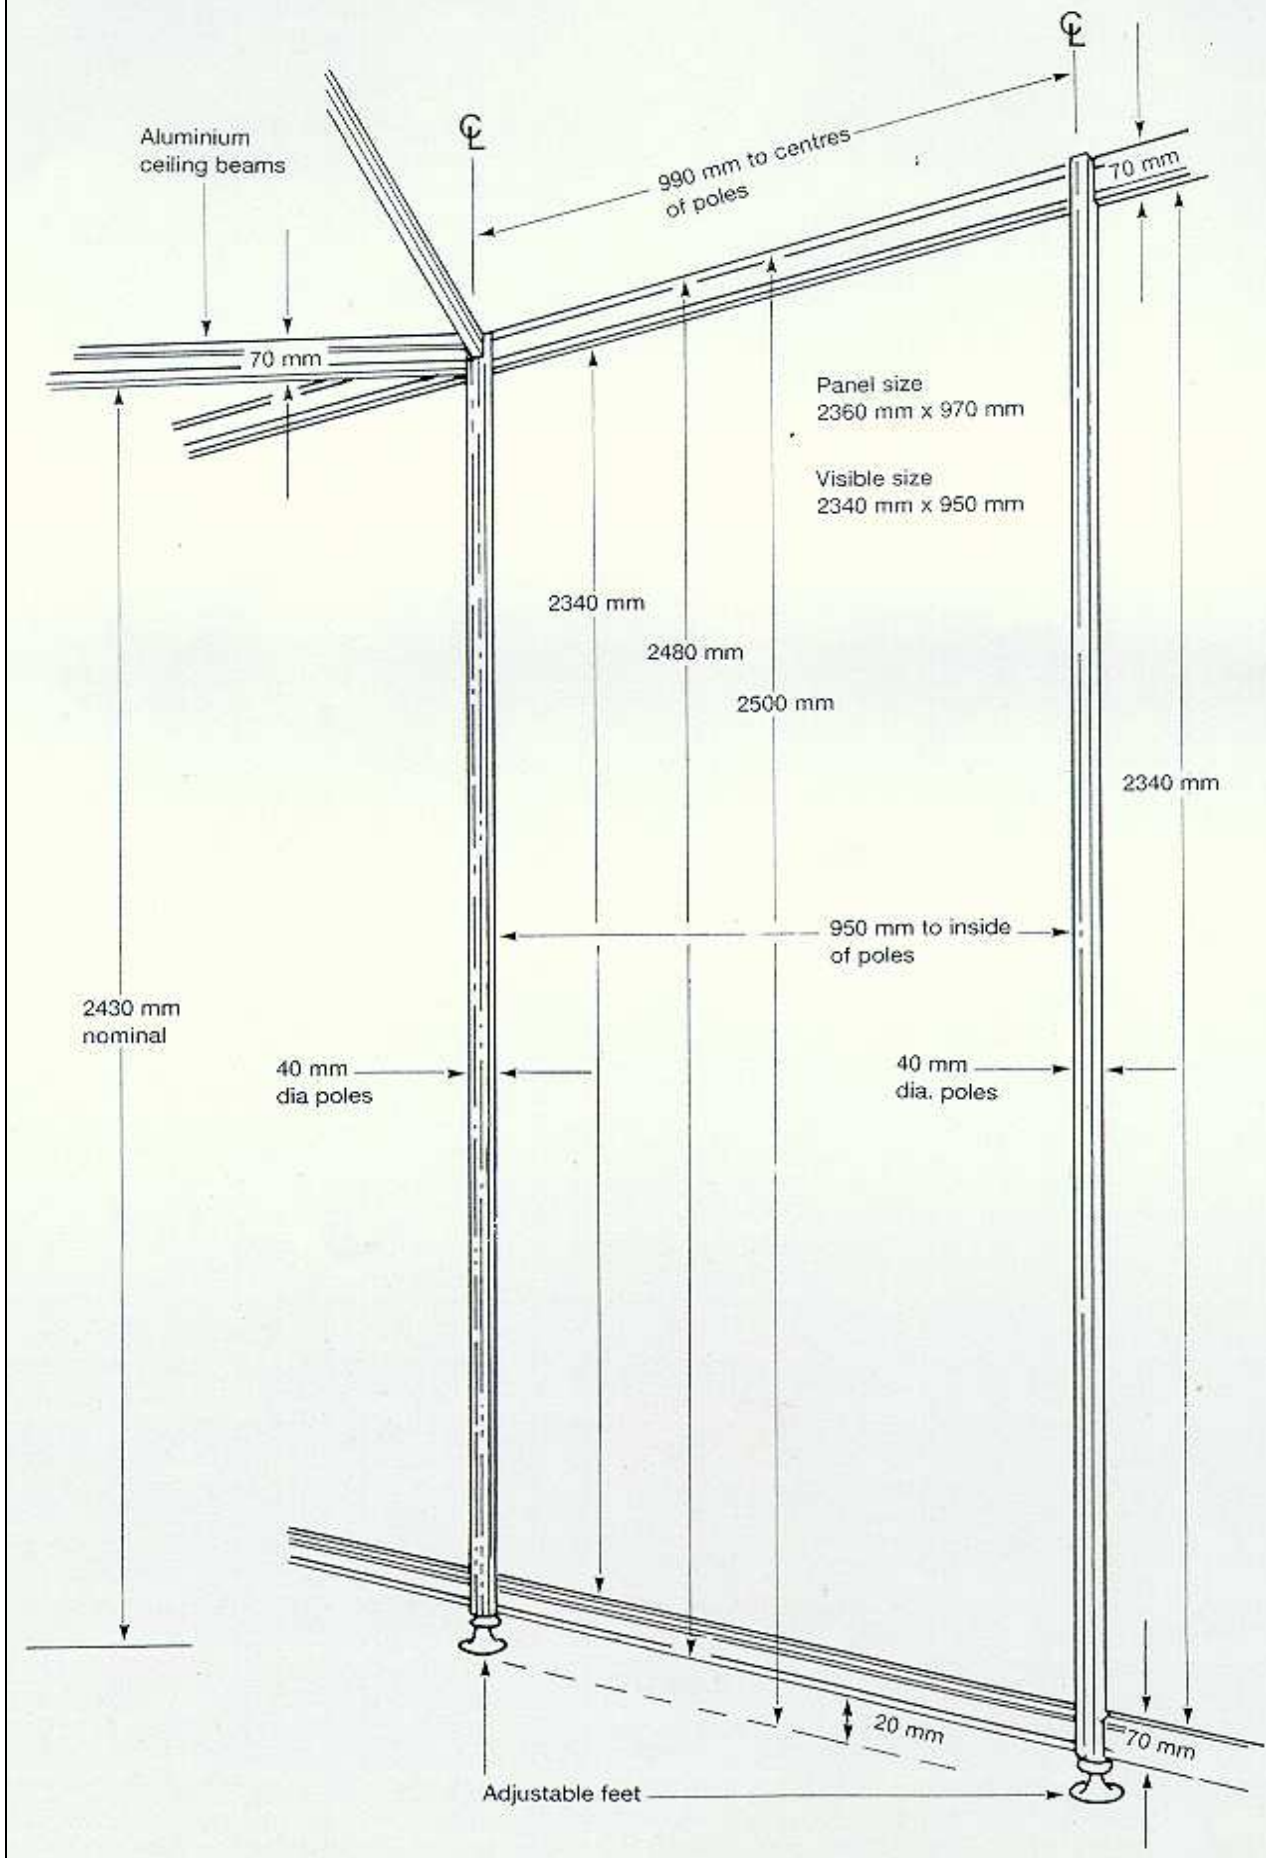 ℄
℄
Aluminium
ceiling beams
990 mm to centres
of poles
70 mm
70 mm
Panel size
2360 mm x 970 mm
Visible size
2340 mm x 950 mm
2340 mm
2480 mm
2500 mm
2340 mm
950 mm to inside
of poles
2430 mm
nominal
40 mm
dia poles
40 mm
dia. poles
20 mm
70 mm
Adjustable feet